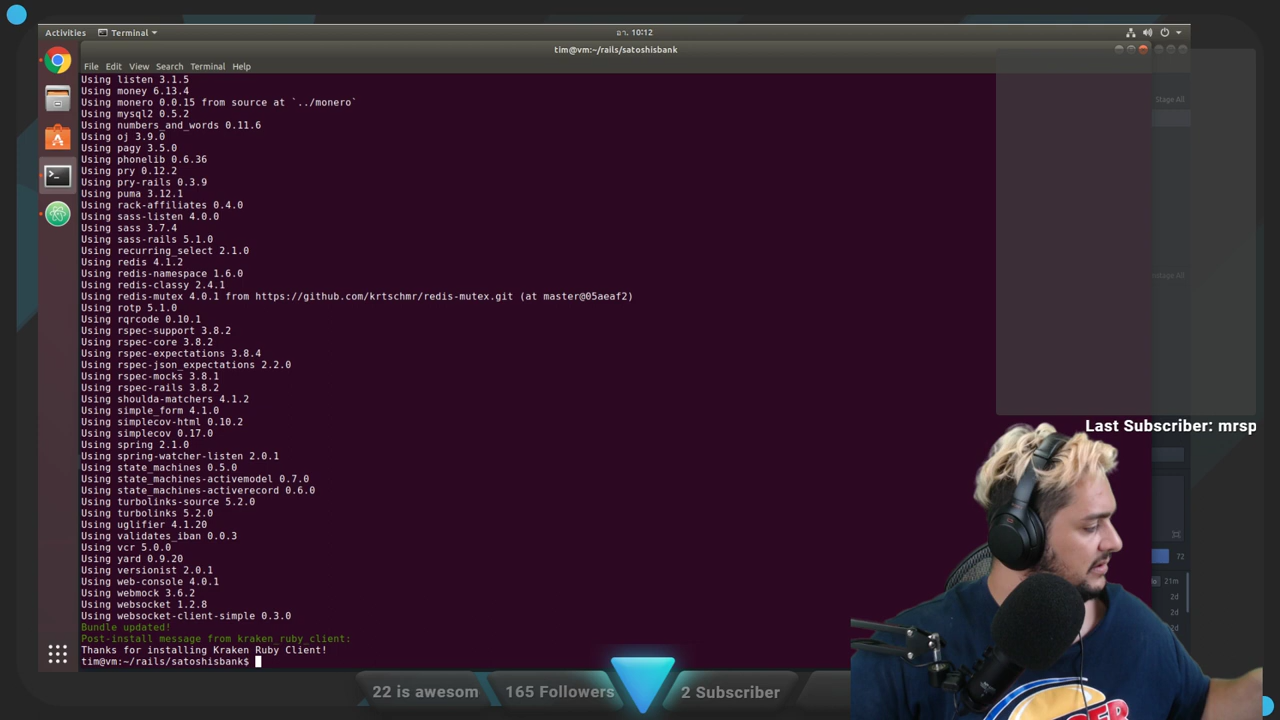 Activities
Terminal
อา. 10:12
tim@vm:~/rails/satoshisbank
File Edit View Search Terminal Help
Using listen 3.1.5
Using money 6.13.4
Using monero 0.0.15 from source at `../monero`
Using mysql2 0.5.2
Using numbers_and_words 0.11.6
Using oj 3.9.0
Using pagy 3.5.0
Using phonelib 0.6.36
Using pry 0.12.2
Using pry-rails 0.3.9
Using puma 3.12.1
Using rack-affiliates 0.4.0
Using sass-listen 4.0.0
Using sass 3.7.4
Using sass-rails 5.1.0
Using recurring_select 2.1.0
Using redis 4.1.2
Using redis-namespace 1.6.0
Using redis-classy 2.4.1
Using redis-mutex 4.0.1 from https://github.com/krtschmr/redis-mutex.git (at master@05aeaf2)
Using rotp 5.1.0
Using rqrcode 0.10.1
Using rspec-support 3.8.2
Using rspec-core 3.8.2
Using rspec-expectations 3.8.4
Using rspec-json_expectations 2.2.0
Using rspec-mocks 3.8.1
Using rspec-rails 3.8.2
Using shoulda-matchers 4.1.2
Using simple_form 4.1.0
Using simplecov-html 0.10.2
Using simplecov 0.17.0
Using spring 2.1.0
Using spring-watcher-listen 2.0.1
Using state_machines 0.5.0
Using state_machines-activemodel 0.7.0
Using state_machines-activerecord 0.6.0
Using turbolinks-source 5.2.0
Using turbolinks 5.2.0
Using uglifier 4.1.20
Using validates_iban 0.0.3
Using vcr 5.0.0
Using yard 0.9.20
Using versionist 2.0.1
Using web-console 4.0.1
Using webmock 3.6.2
Using websocket 1.2.8
Using websocket-client-simple 0.3.0
Bundle updated!
Post-install message from kraken_ruby_client:
Thanks for installing Kraken Ruby Client!
tim@vm:~/rails/satoshisbank$
Stage All
Last Subscriber: mrsp
72
21m
2d
2d
2d
22 is awesom
165 Followers
2 Subscriber